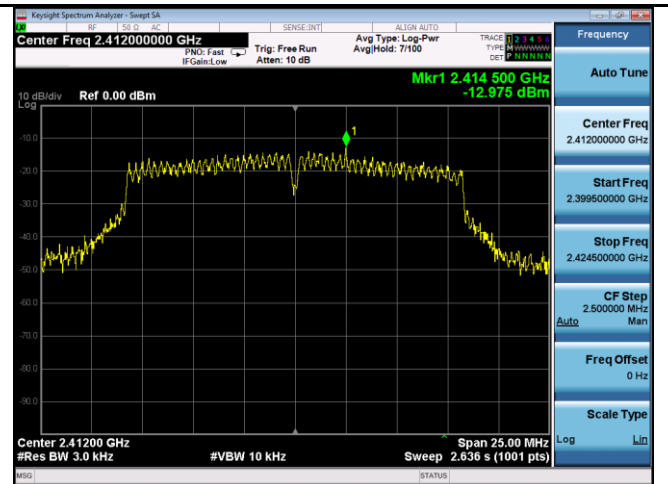 Keysight Spectrum Analyzer - Swept SA
RF 50 Ω AC SENSE:INT ALIGN AUTO
Center Freq 2.412000000 GHz
PNO: Fast
IFGain:Low
Trig: Free Run
Atten: 10 dB
Avg Type: Log-Pwr
Avg|Hold: 7/100
TRACE 1 2 3 4 5 6
TYPE M WWWWW
DET P N N N N N
Mkr1 2.414 500 GHz
-12.975 dBm
10 dB/div Ref 0.00 dBm
Log
1
-10.0
-20.0
-30.0
-40.0
-50.0
-60.0
-70.0
-80.0
-90.0
Center 2.41200 GHz Span 25.00 MHz
#Res BW 3.0 kHz #VBW 10 kHz Sweep 2.636 s (1001 pts)
MSG STATUS
Frequency
Auto Tune
Center Freq
2.412000000 GHz
Start Freq
2.399500000 GHz
Stop Freq
2.424500000 GHz
CF Step
2.500000 MHz
Auto Man
Freq Offset
0 Hz
Scale Type
Log Lin